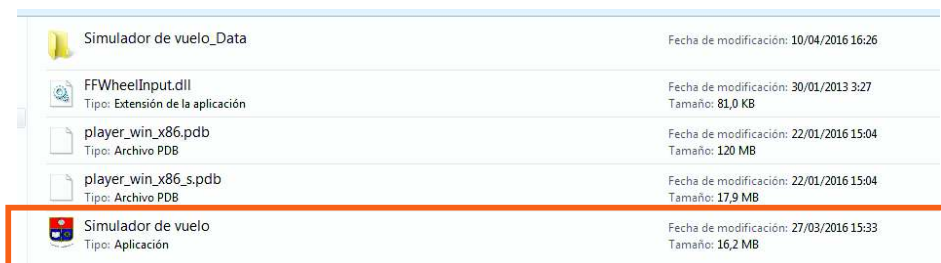 Simulador de vuelo_Data
Fecha de modificación: 10/04/2016 16:26
FFWheelInput.dll
Fecha de modificación: 30/01/2013 3:27
Tipo: Extensión de la aplicación
Tamaño: 81,0 KB
player_win_x86.pdb
Fecha de modificación: 22/01/2016 15:04
Tipo: Archivo PDB
Tamaño: 120 MB
player_win_x86_s.pdb
Fecha de modificación: 22/01/2016 15:04
Tipo: Archivo PDB
Tamaño: 17,9 MB
Simulador de vuelo
Fecha de modificación: 27/03/2016 15:33
Tipo: Aplicación
Tamaño: 16,2 MB